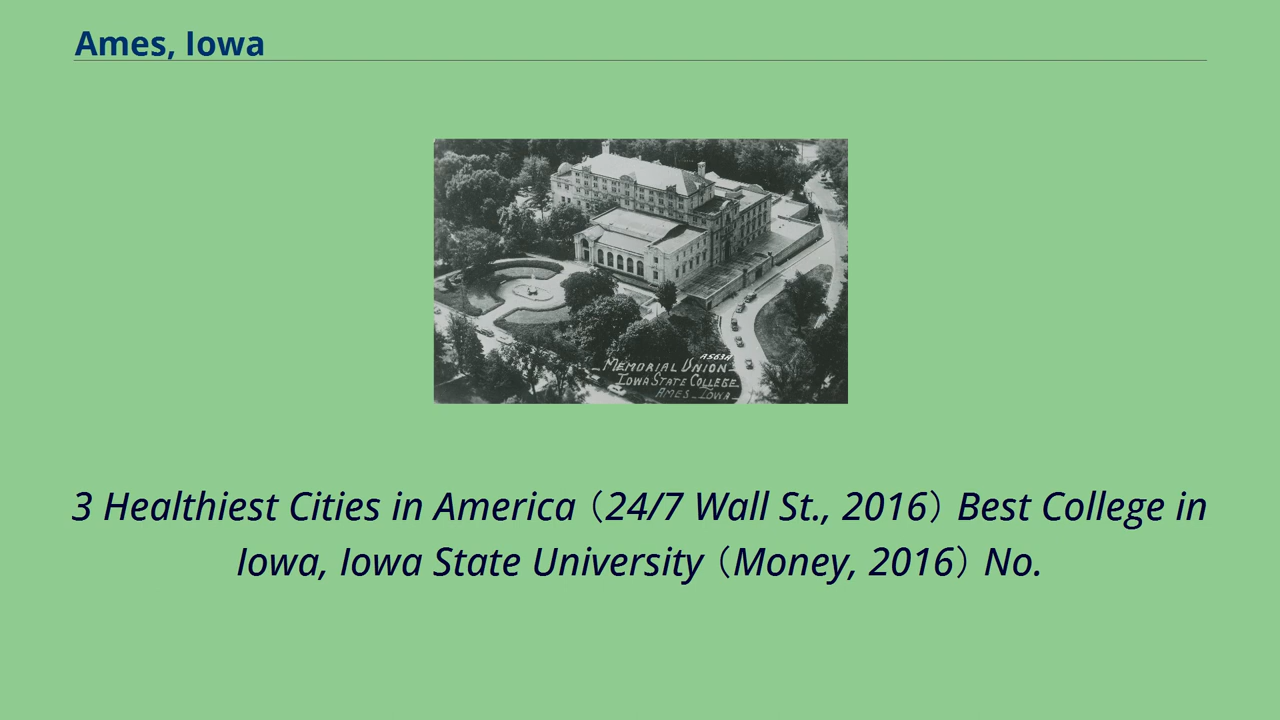 Ames, Iowa
A563A
MEMORIAL UNION
IOWA STATE COLLEGE
AMES - IOWA
3 Healthiest Cities in America (24/7 Wall St., 2016) Best College in
Iowa, Iowa State University (Money, 2016) No.